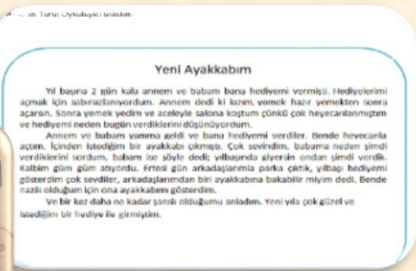 Yeni Ayakkabım
Yıl başına 2 gün kala annem ve babam bana hediyemi vermişti. Hediyelerimi
açmak için sabırsızlanıyordum. Annem dedi ki kızım, yemek hazır yemekten sonra
açarsın. Sonra yemek yedim ve aceleyle salona koştum çünkü çok heyecanlanmıştım
ve hediyemi neden bugün verdiklerini düşünüyordum.
Annem ve babam yanıma geldi ve bana hediyemi verdiler. Bende heyecanla
açtım. İçinden istediğim bir ayakkabı çıkmıştı. Çok sevindim, babama neden şimdi
verdiklerini sordum, babam ise şöyle dedi; yılbaşında giyersin ondan şimdi verdik.
Kalbim güm güm atıyordu. Ertesi gün arkadaşlarımla parka çıktık, yılbaşı hediyemi
gösterdim çok sevdiler, arkadaşlarımdan biri ayakkabına bakabilir miyim dedi. Bende
nazik olduğum için ona ayakkabımı gösterdim.
Ve bir kez daha ne kadar şanslı olduğumu anladım. Yeni yıla çok güzel ve
istediğim bir hediye ile girmiştim.